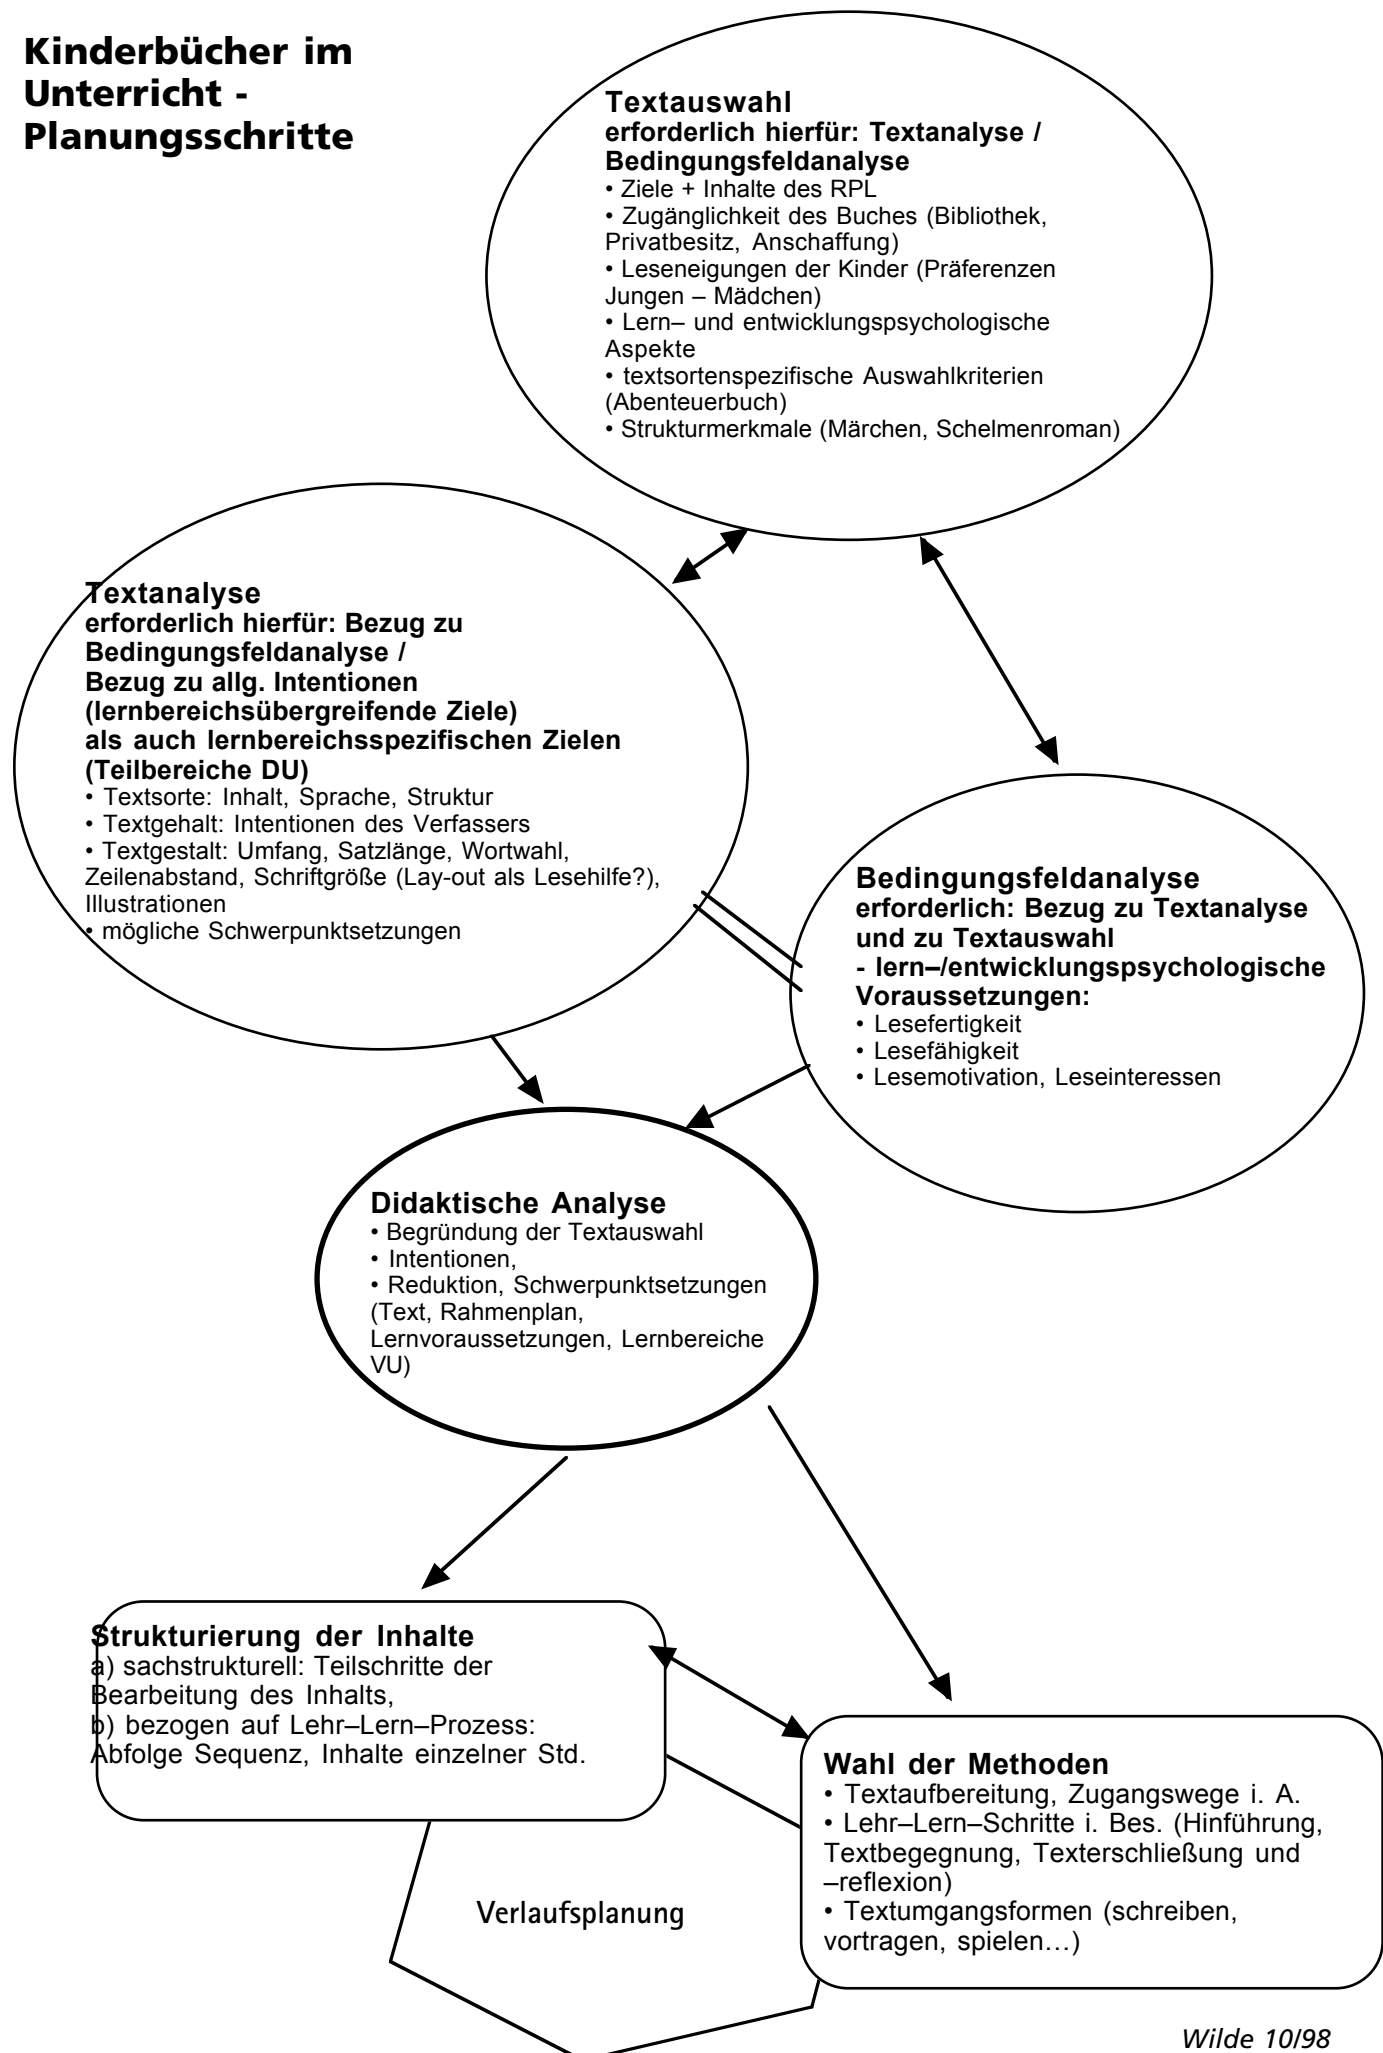 Kinderbücher im
Unterricht -
Planungsschritte
Textauswahl
erforderlich hierfür: Textanalyse /
Bedingungsfeldanalyse
• Ziele + Inhalte des RPL
• Zugänglichkeit des Buches (Bibliothek,
Privatbesitz, Anschaffung)
• Leseneigungen der Kinder (Präferenzen
Jungen – Mädchen)
• Lern– und entwicklungspsychologische
Aspekte
• textsortenspezifische Auswahlkriterien
(Abenteuerbuch)
• Strukturmerkmale (Märchen, Schelmenroman)
Textanalyse
erforderlich hierfür: Bezug zu
Bedingungsfeldanalyse /
Bezug zu allg. Intentionen
(lernbereichsübergreifende Ziele)
als auch lernbereichsspezifischen Zielen
(Teilbereiche DU)
• Textsorte: Inhalt, Sprache, Struktur
• Textgehalt: Intentionen des Verfassers
• Textgestalt: Umfang, Satzlänge, Wortwahl,
Zeilenabstand, Schriftgröße (Lay-out als Lesehilfe?),
Illustrationen
• mögliche Schwerpunktsetzungen
Bedingungsfeldanalyse
erforderlich: Bezug zu Textanalyse
und zu Textauswahl
- lern–/entwicklungspsychologische
Voraussetzungen:
• Lesefertigkeit
• Lesefähigkeit
• Lesemotivation, Leseinteressen
Didaktische Analyse
• Begründung der Textauswahl
• Intentionen,
• Reduktion, Schwerpunktsetzungen
(Text, Rahmenplan,
Lernvoraussetzungen, Lernbereiche
VU)
Strukturierung der Inhalte
a) sachstrukturell: Teilschritte der
Bearbeitung des Inhalts,
b) bezogen auf Lehr–Lern–Prozess:
Abfolge Sequenz, Inhalte einzelner Std.
Wahl der Methoden
• Textaufbereitung, Zugangswege i. A.
• Lehr–Lern–Schritte i. Bes. (Hinführung,
Textbegegnung, Texterschließung und
–reflexion)
• Textumgangsformen (schreiben,
vortragen, spielen…)
Verlaufsplanung
Wilde 10/98